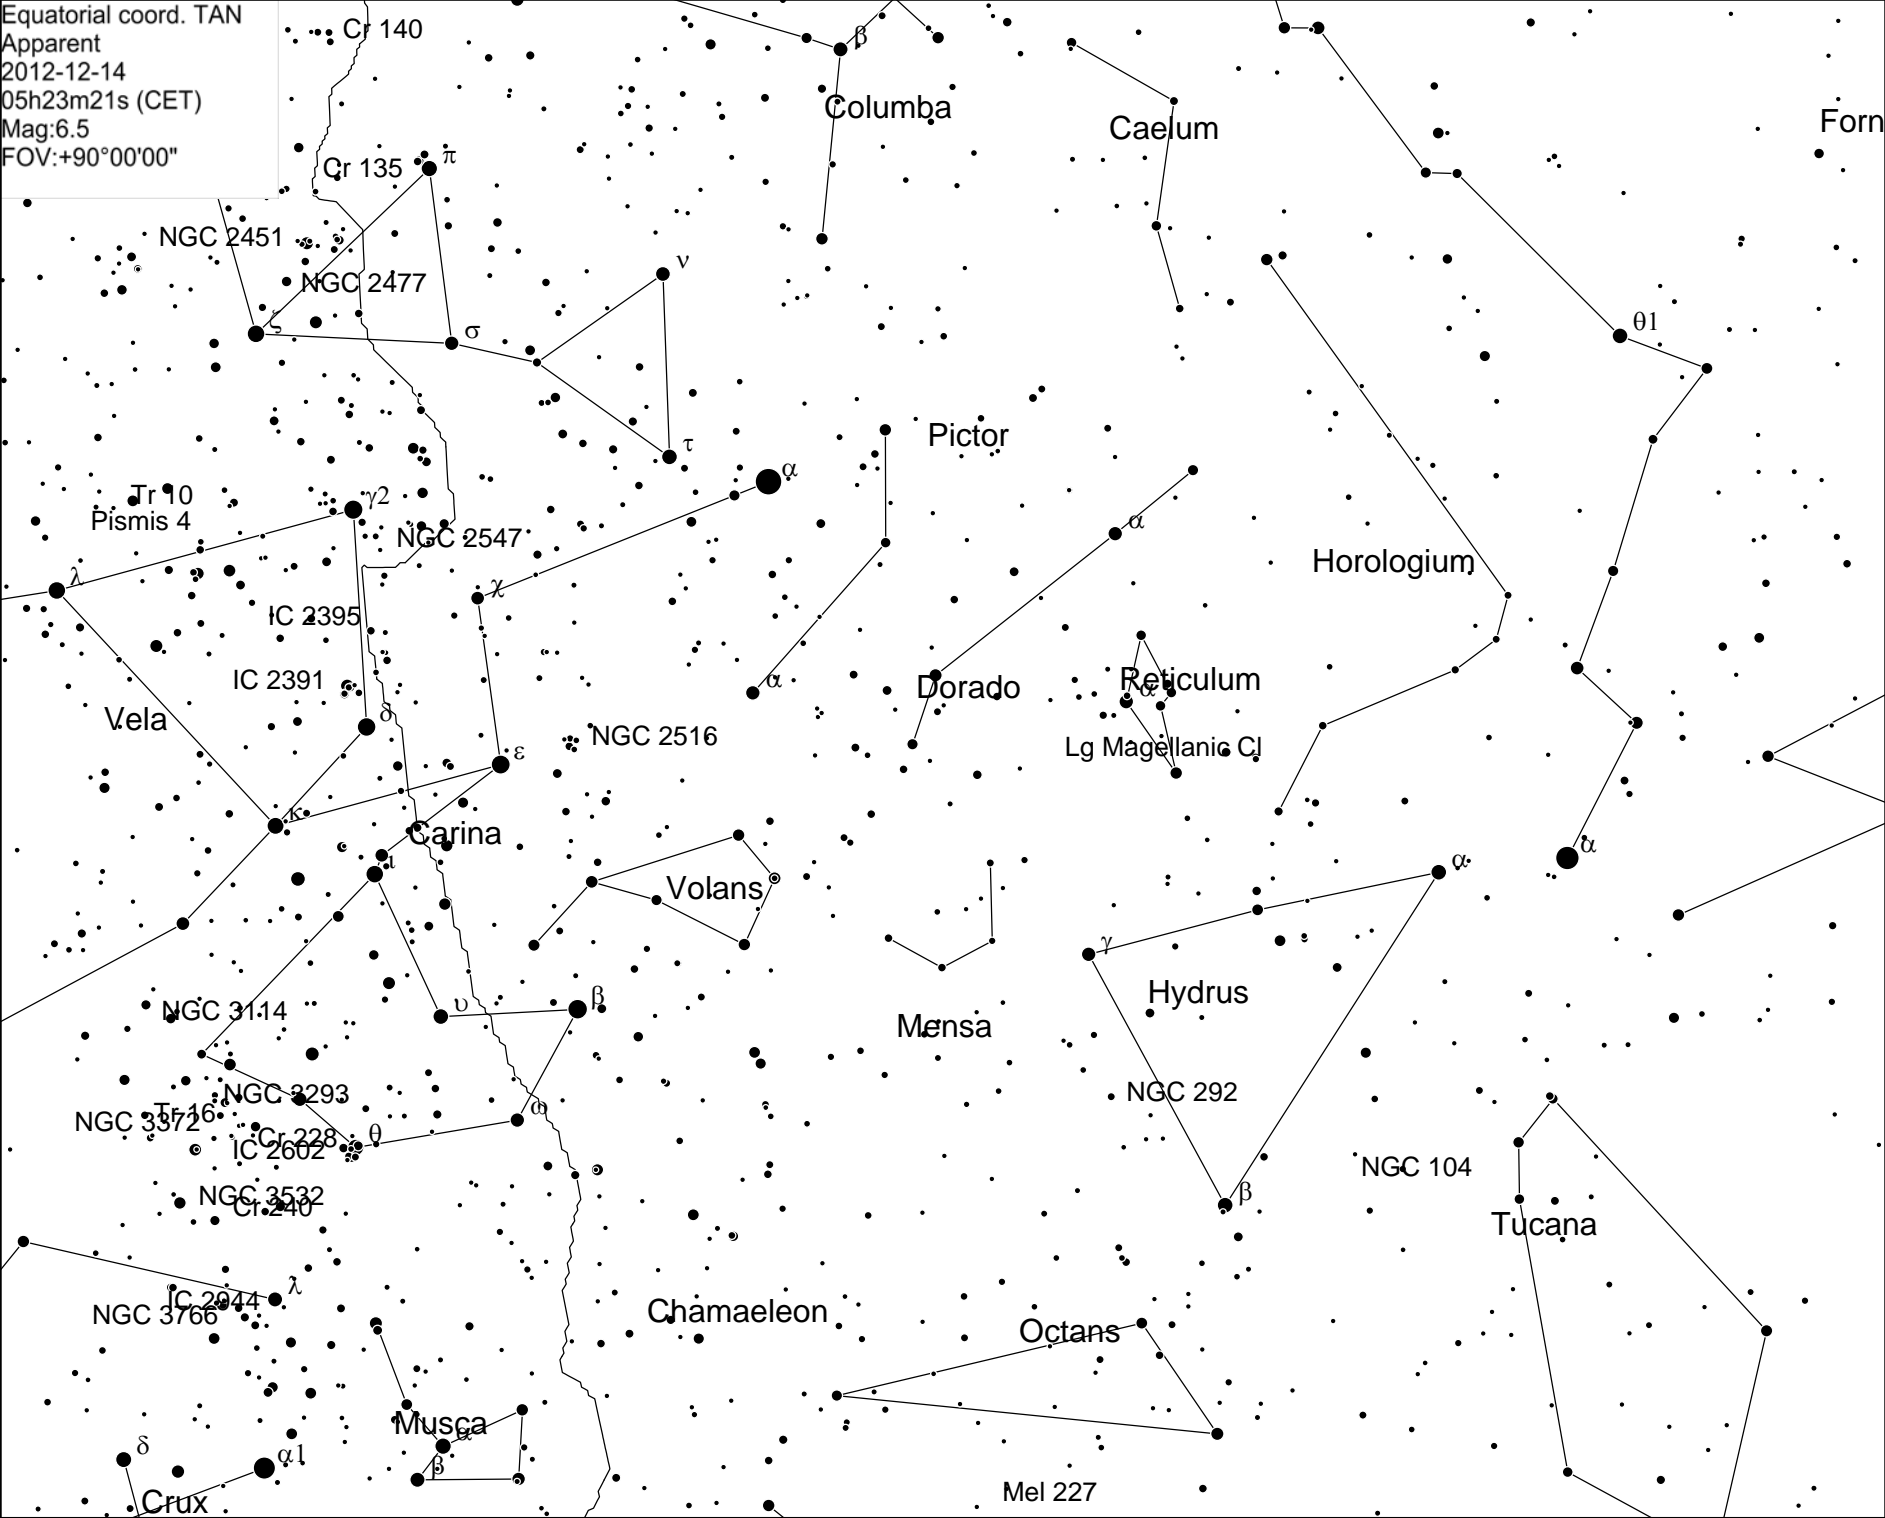 Equatorial coord. TAN
Apparent
2012-12-14
05h23m21s (CET)
Mag:6.5
FOV:+90°00'00"
Cr 140
β
Columba
Caelum
Forn
Cr 135
π
NGC 2451
NGC 2477
ν
ζ
σ
θ1
Pictor
τ
α
Tr 10
γ2
Pismis 4
NGC 2547
α
Horologium
λ
χ
IC 2395
IC 2391
α
Dorado
Reticulum
α
Vela
δ
NGC 2516
Lg Magellanic Cl
ε
κ
Carina
α
ι
Volans
α
γ
Hydrus
υ
β
NGC 3114
Mensa
NGC 3293
NGC 292
Tr 16
NGC 3372
ω
Cr 228
θ
IC 2602
NGC 104
NGC 3532
Cr 240
β
Tucana
λ
IC 2944
NGC 3766
Chamaeleon
Octans
Musca
α
δ
α1
β
Crux
Mel 227